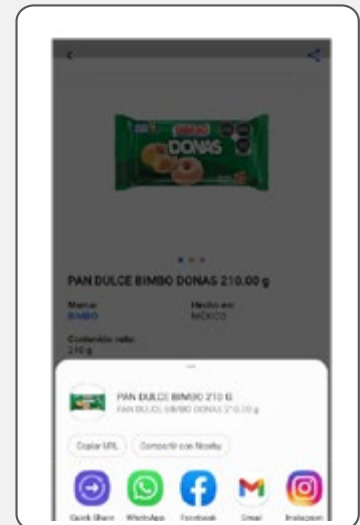 BIMBO
DONAS
PAN DULCE BIMBO DONAS 210.00 g
Marca: Hecho en:
BIMBO MÉXICO
Contenido neto:
210 g
PAN DULCE BIMBO 210 G
PAN DULCE BIMBO DONAS 210.00 g
Copiar URL Compartir con Nearby
Quick Share WhatsApp Facebook Gmail Instagram